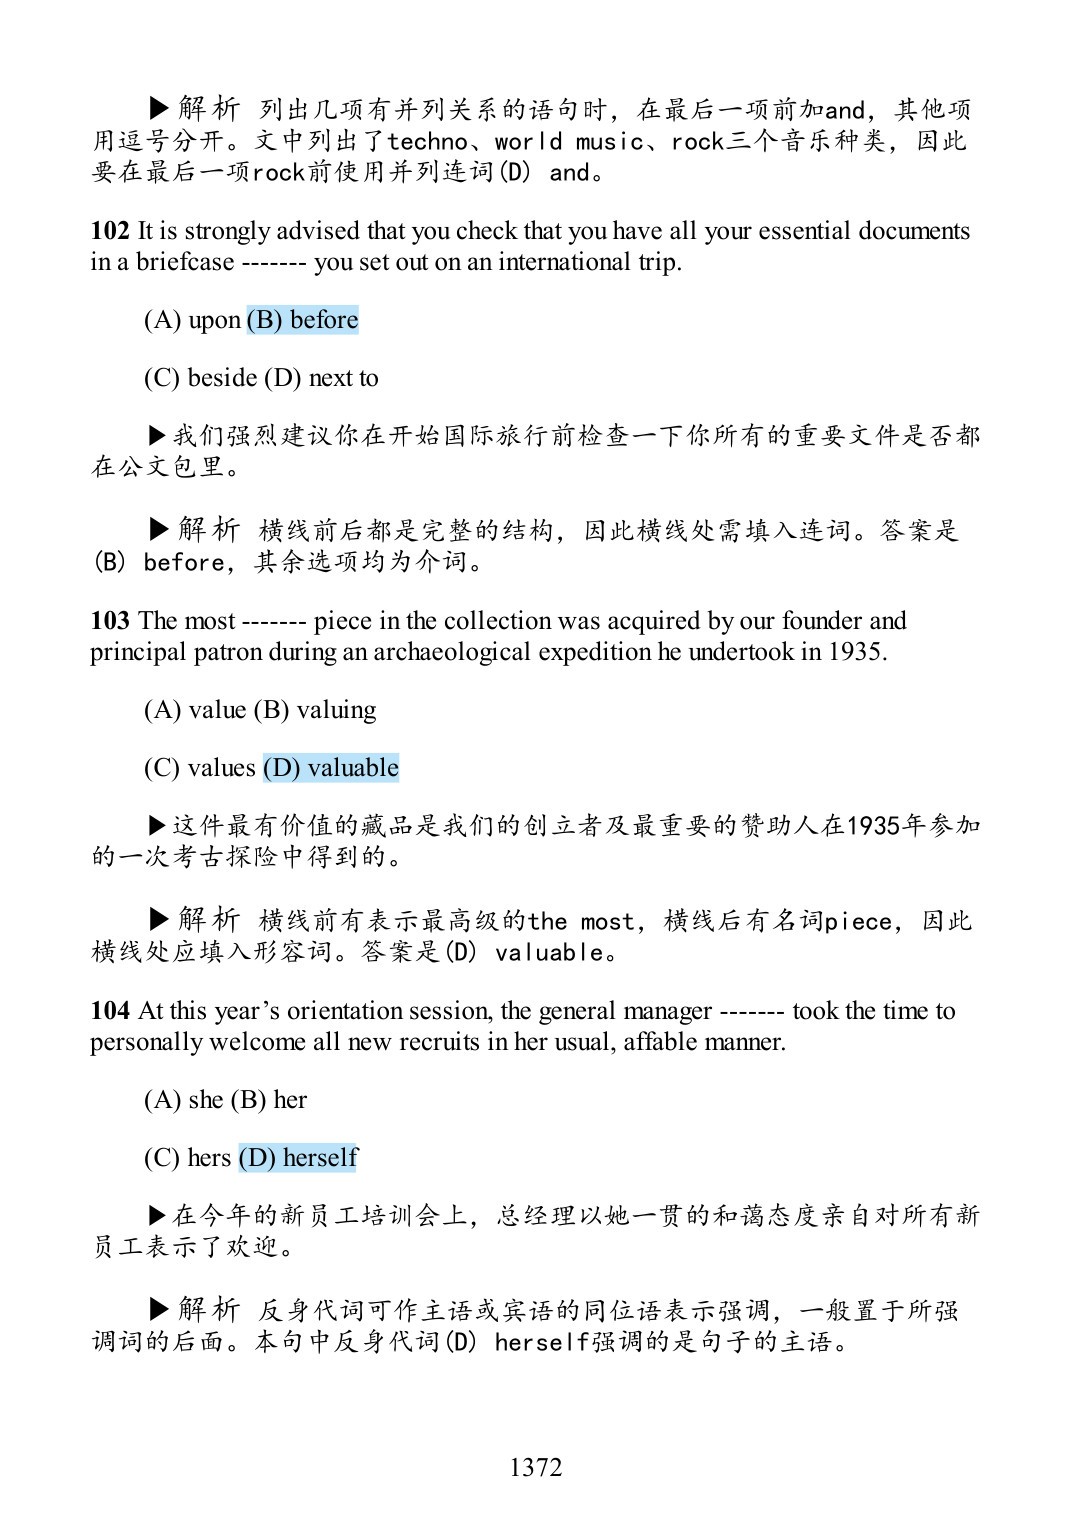 ▶解析 列出几项有并列关系的语句时，在最后一项前加and，其他项
用逗号分开。文中列出了techno、world music、rock三个音乐种类，因此
要在最后一项rock前使用并列连词(D) and。
102 It is strongly advised that you check that you have all your essential documents
in a briefcase ------- you set out on an international trip.
(A) upon (B) before
(C) beside (D) next to
▶我们强烈建议你在开始国际旅行前检查一下你所有的重要文件是否都
在公文包里。
▶解析 横线前后都是完整的结构，因此横线处需填入连词。答案是
(B) before，其余选项均为介词。
103 The most ------- piece in the collection was acquired by our founder and
principal patron during an archaeological expedition he undertook in 1935.
(A) value (B) valuing
(C) values (D) valuable
▶这件最有价值的藏品是我们的创立者及最重要的赞助人在1935年参加
的一次考古探险中得到的。
▶解析 横线前有表示最高级的the most，横线后有名词piece，因此
横线处应填入形容词。答案是(D) valuable。
104 At this year’s orientation session, the general manager ------- took the time to
personally welcome all new recruits in her usual, affable manner.
(A) she (B) her
(C) hers (D) herself
▶在今年的新员工培训会上，总经理以她一贯的和蔼态度亲自对所有新
员工表示了欢迎。
▶解析 反身代词可作主语或宾语的同位语表示强调，一般置于所强
调词的后面。本句中反身代词(D) herself强调的是句子的主语。
1372